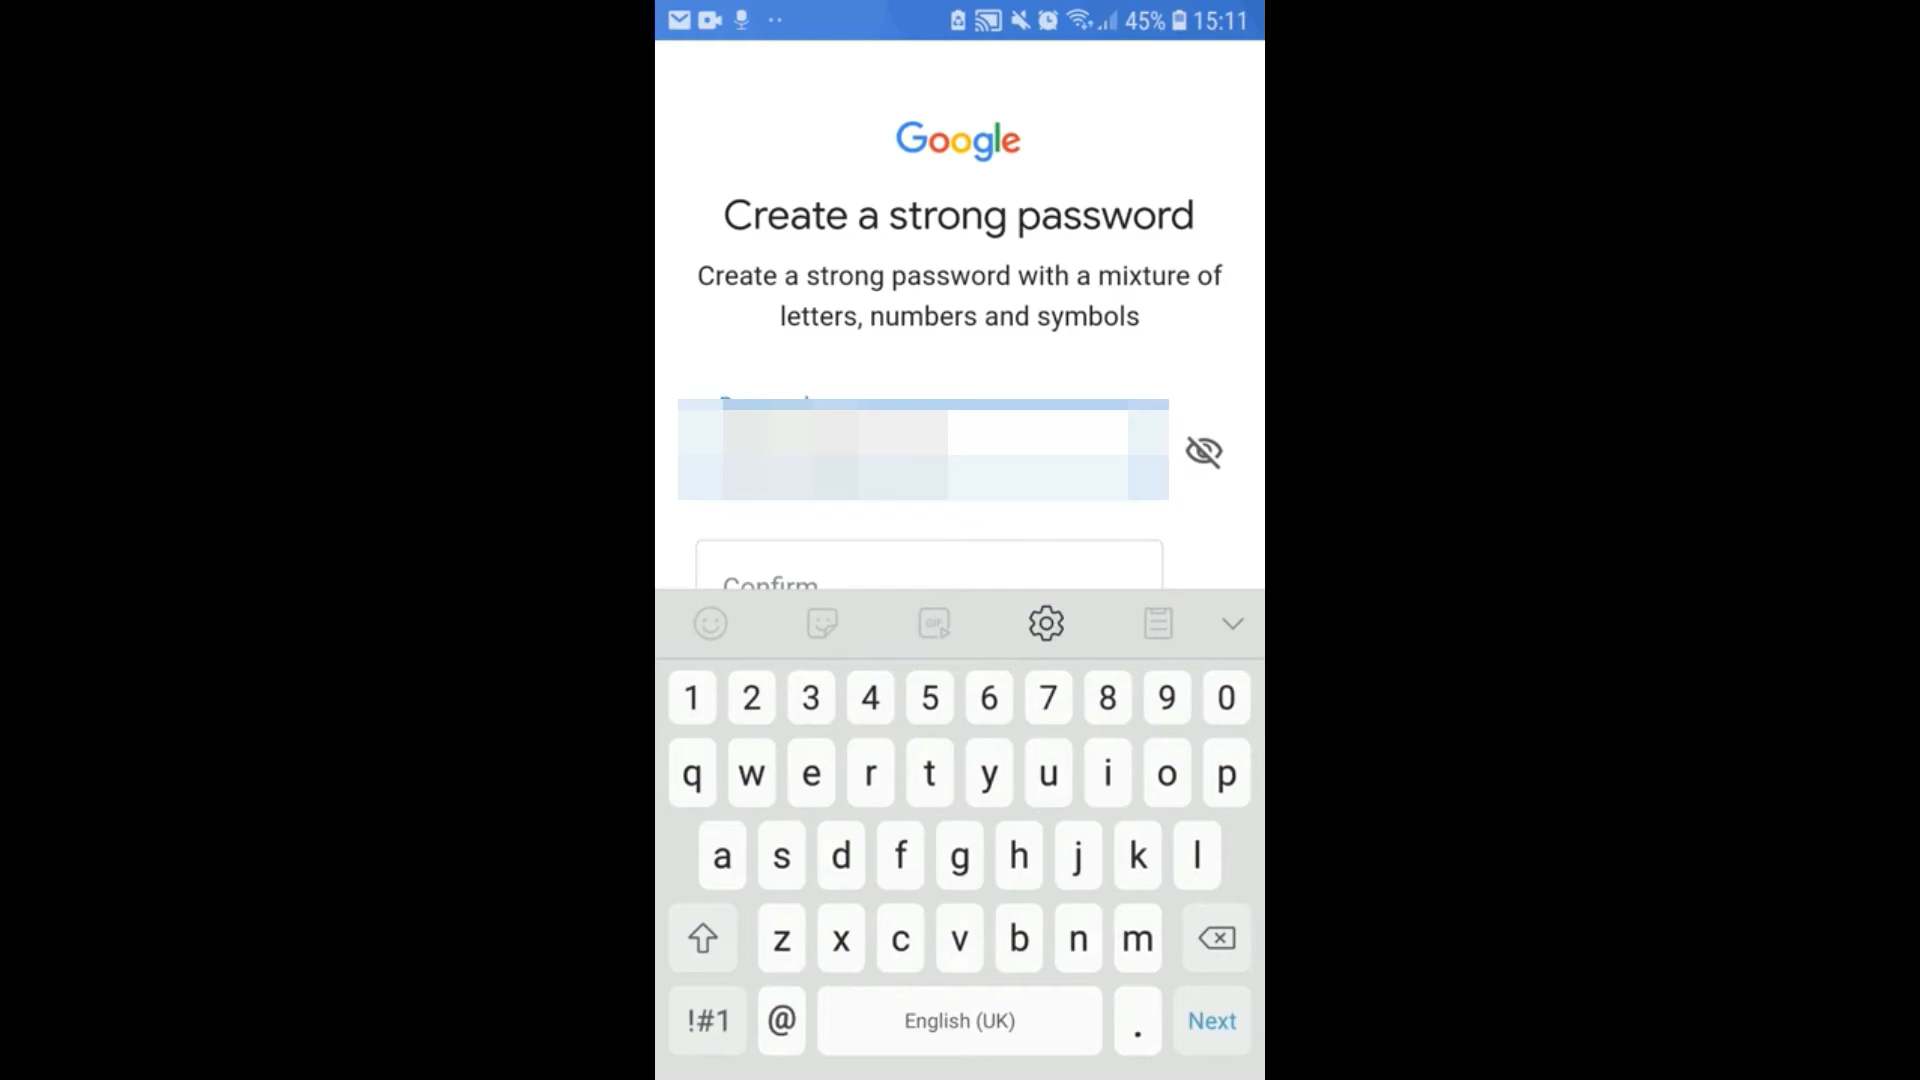 45% 15:11
Google
Create a strong password
Create a strong password with a mixture of
letters, numbers and symbols
Confirm
GIF
1 2 3 4 5 6 7 8 9 0
q w e r t y u i o p
a s d f g h j k l
z x c v b n m
!#1 @ English (UK) . Next